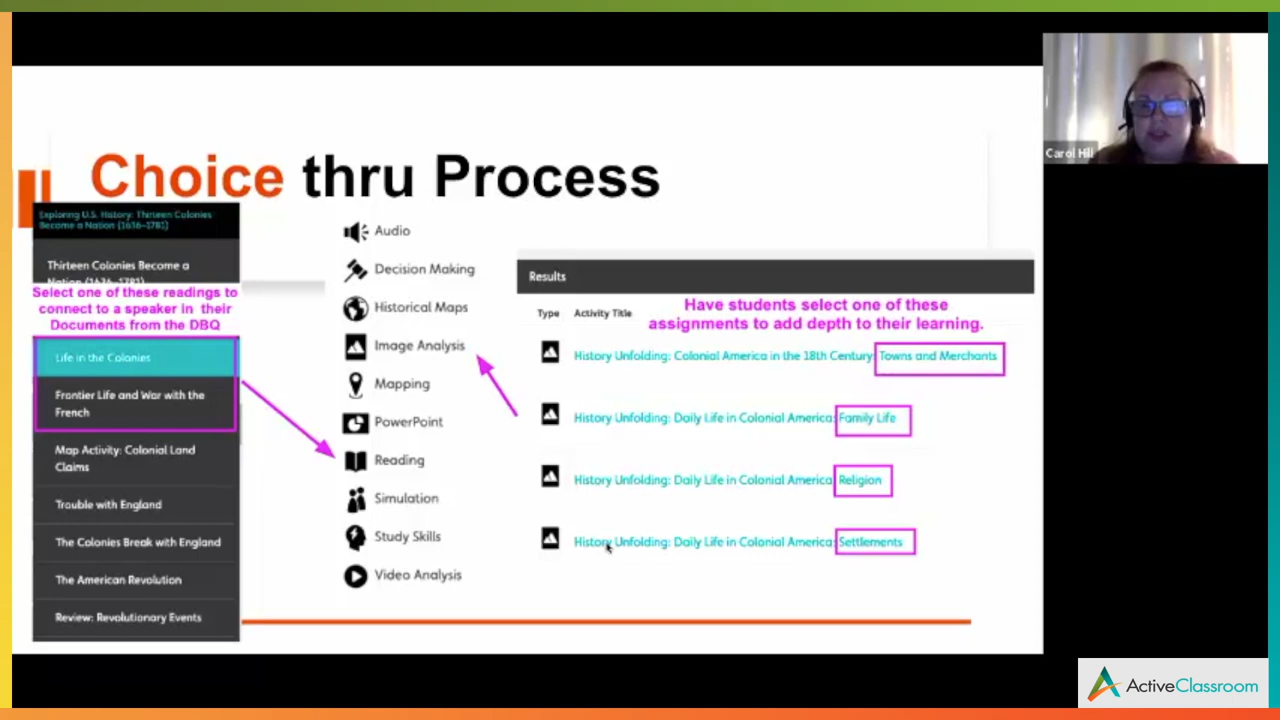 Choice thru Process
Exploring U.S. History: Thirteen Colonies
Become a Nation (1636–1781)
Thirteen Colonies Become a
Nation (1636–1781)
Select one of these readings to
connect to a speaker in their
Documents from the DBQ
Life in the Colonies
Frontier Life and War with the
French
Map Activity: Colonial Land
Claims
Trouble with England
The Colonies Break with England
The American Revolution
Review: Revolutionary Events
Audio
Decision Making
Historical Maps
Image Analysis
Mapping
PowerPoint
Reading
Simulation
Study Skills
Video Analysis
Results
Have students select one of these
assignments to add depth to their learning.
Type Activity Title
History Unfolding: Colonial America in the 18th Century: Towns and Merchants
History Unfolding: Daily Life in Colonial America: Family Life
History Unfolding: Daily Life in Colonial America: Religion
History Unfolding: Daily Life in Colonial America: Settlements
Carol Hill
ActiveClassroom